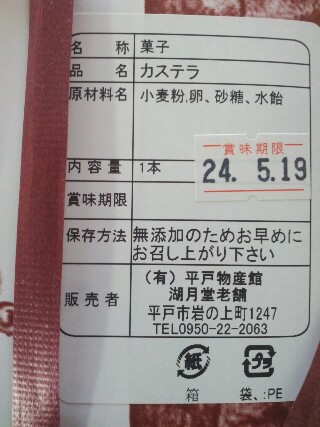 名 称 菓子
品 名 カステラ
原材料名 小麦粉,卵、砂糖、水飴
賞味期限
24. 5.19
内容量 1本
賞味期限
保存方法 無添加のためお早めに
お召し上がり下さい
販売者 (有) 平戸物産館
湖月堂老舗
平戸市岩の上町1247
TEL0950-22-2063
紙 プラ
箱 袋、:PE